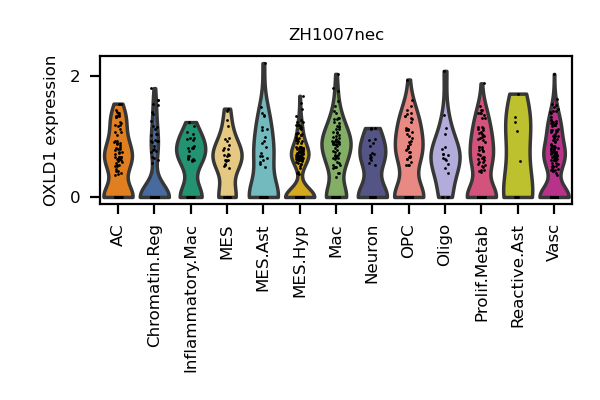 ZH1007nec
OXLD1 expression
2
0
AC
Chromatin.Reg
Inflammatory.Mac
MES
MES.Ast
MES.Hyp
Mac
Neuron
OPC
Oligo
Prolif.Metab
Reactive.Ast
Vasc